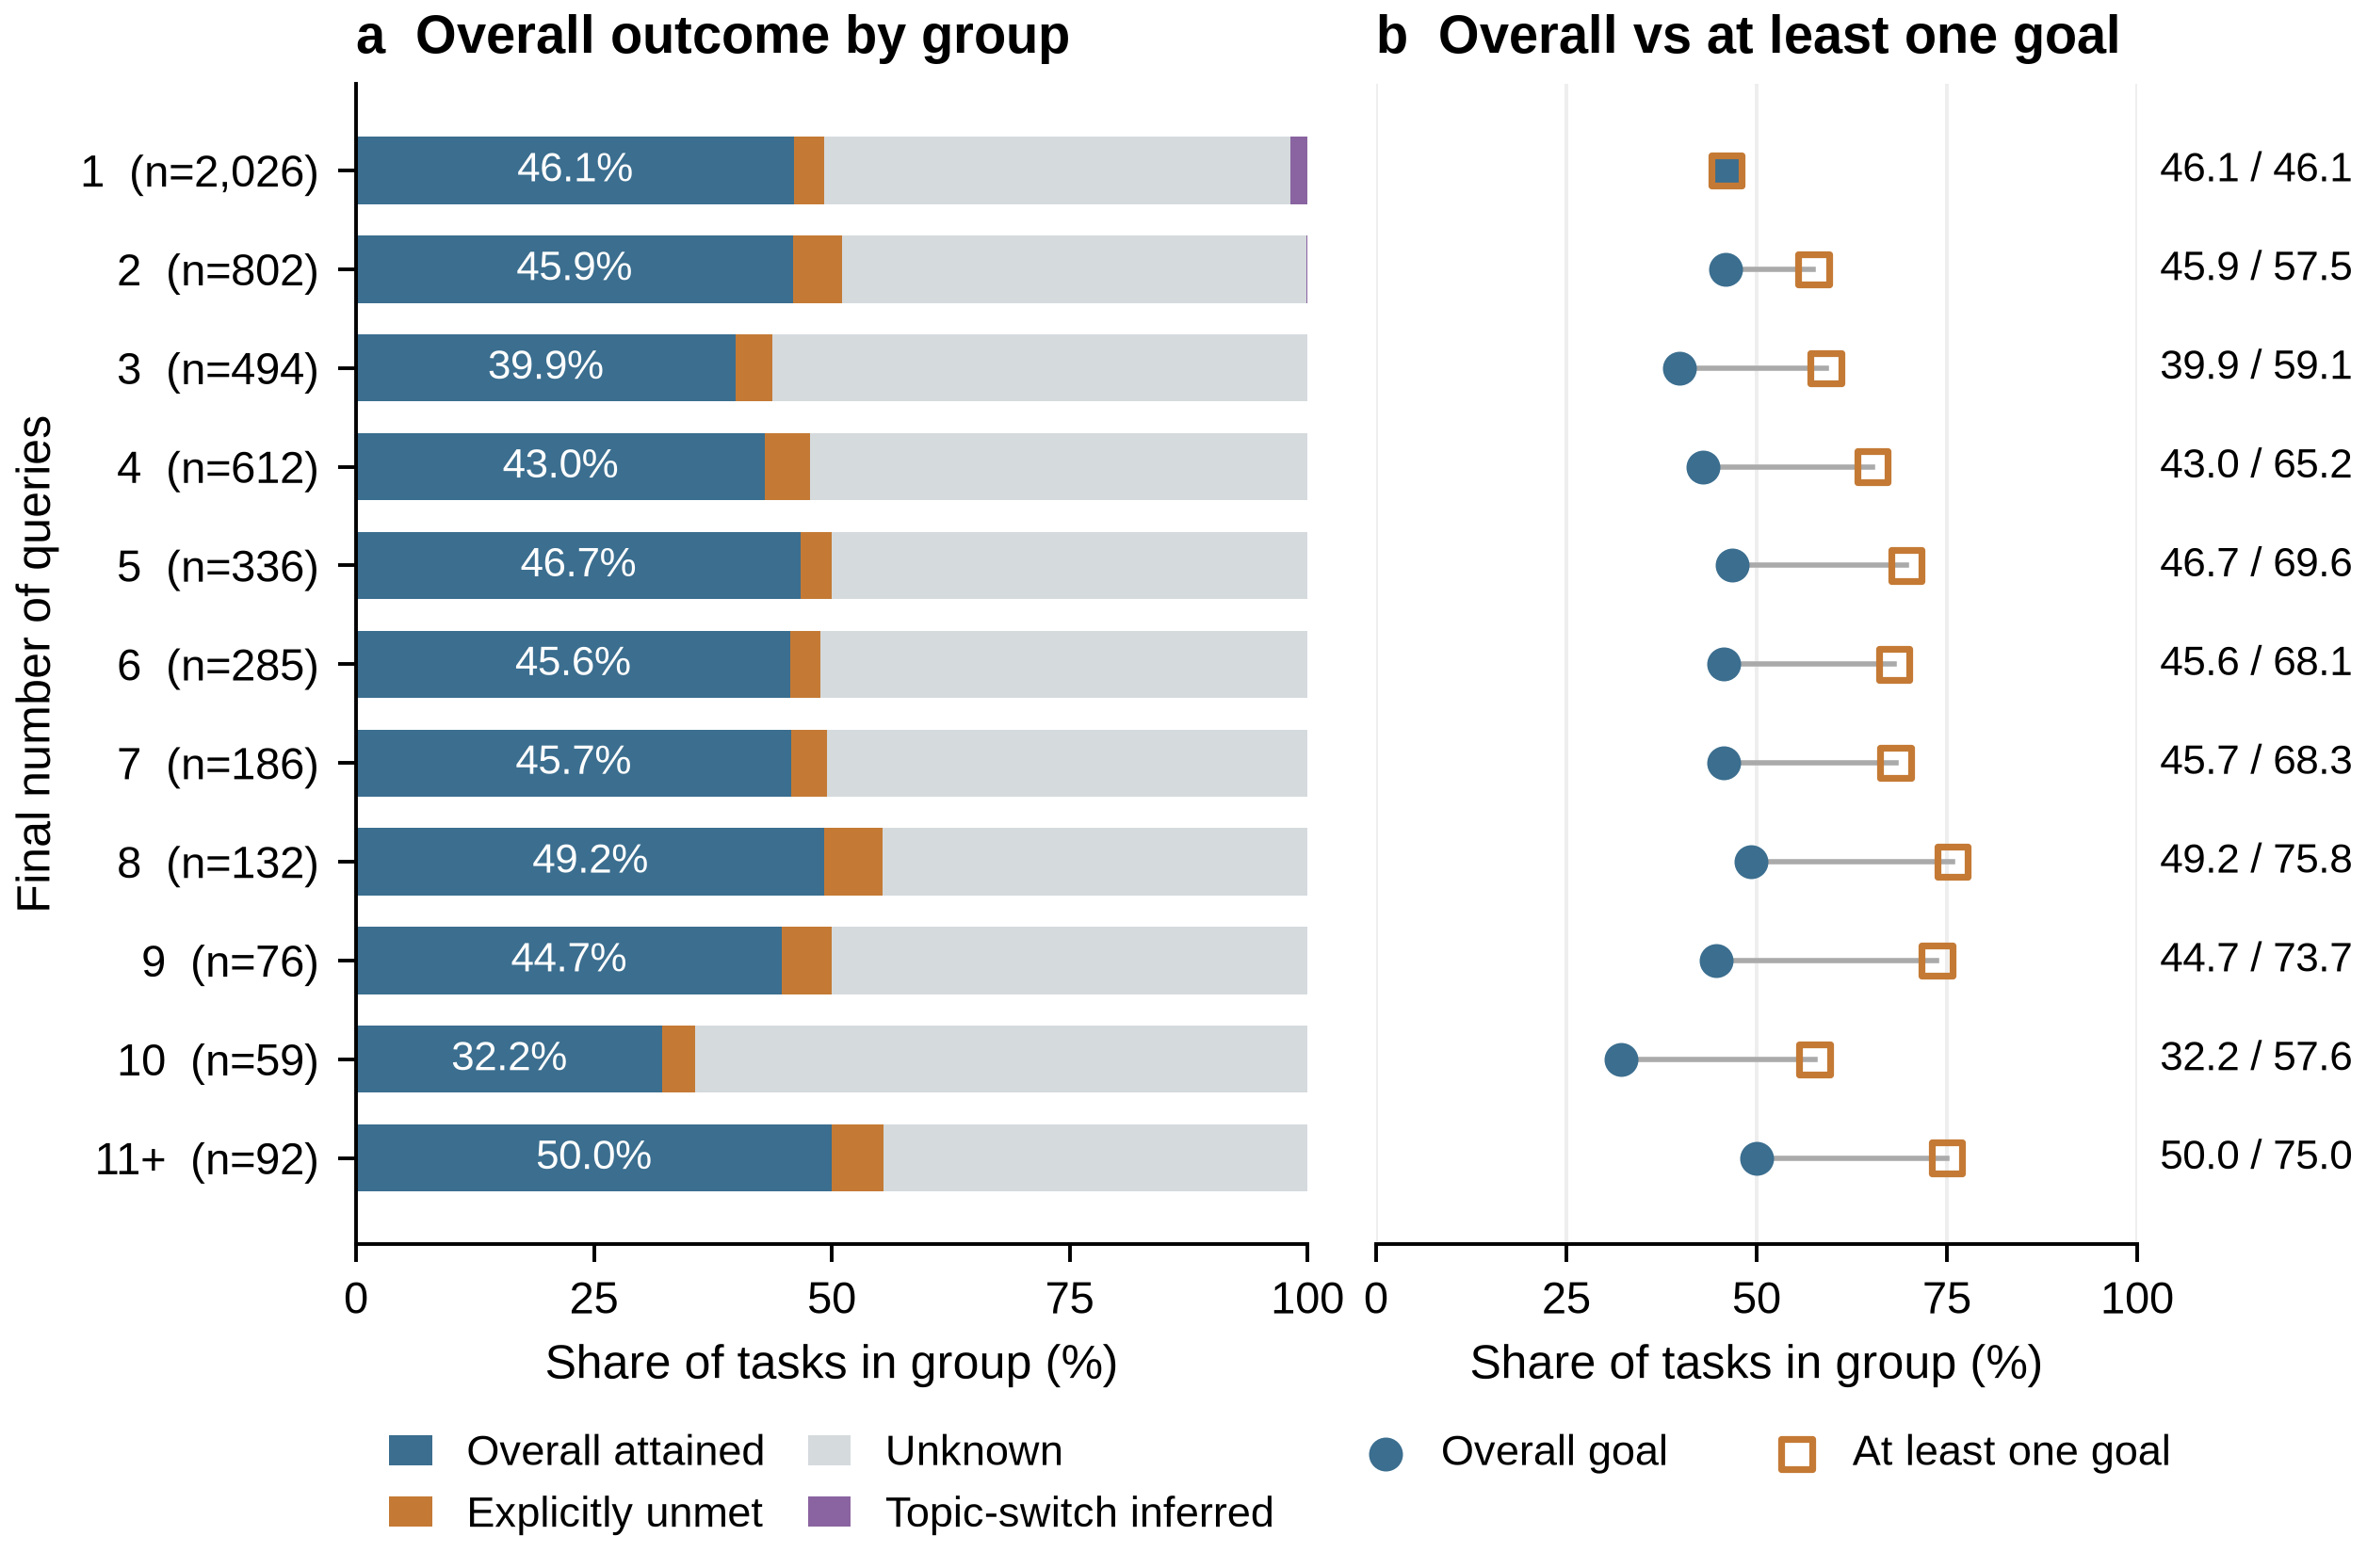 a Overall outcome by group
b Overall vs at least one goal
Final number of queries
1 (n=2,026)
46.1%
46.1 / 46.1
2 (n=802)
45.9%
45.9 / 57.5
3 (n=494)
39.9%
39.9 / 59.1
4 (n=612)
43.0%
43.0 / 65.2
5 (n=336)
46.7%
46.7 / 69.6
6 (n=285)
45.6%
45.6 / 68.1
7 (n=186)
45.7%
45.7 / 68.3
8 (n=132)
49.2%
49.2 / 75.8
9 (n=76)
44.7%
44.7 / 73.7
10 (n=59)
32.2%
32.2 / 57.6
11+ (n=92)
50.0%
50.0 / 75.0
0 25 50 75 100
0 25 50 75 100
Share of tasks in group (%)
Share of tasks in group (%)
Overall attained
Unknown
Explicitly unmet
Topic-switch inferred
Overall goal
At least one goal